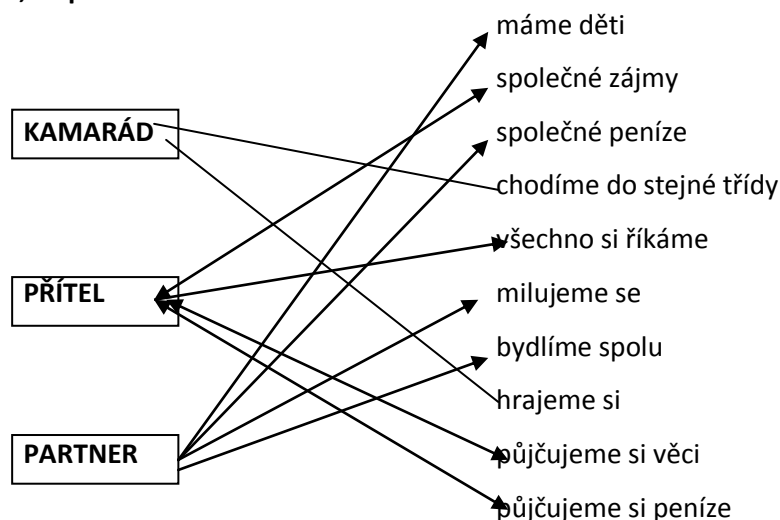 máme děti
společné zájmy
KAMARÁD
společné peníze
chodíme do stejné třídy
všechno si říkáme
PŘÍTEL
milujeme se
bydlíme spolu
hrajeme si
PARTNER
půjčujeme si věci
půjčujeme si peníze